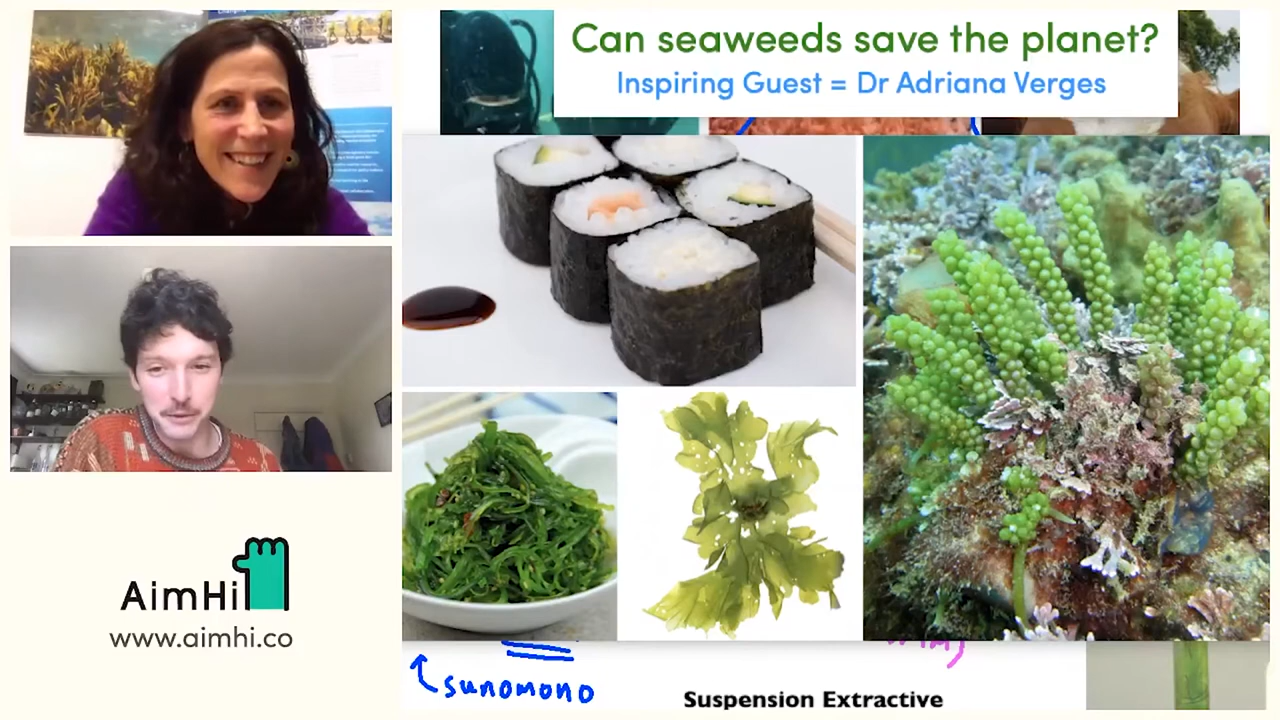 Can seaweeds save the planet?
Inspiring Guest = Dr Adriana Verges
AimHi
www.aimhi.co
sunomono
Suspension Extractive